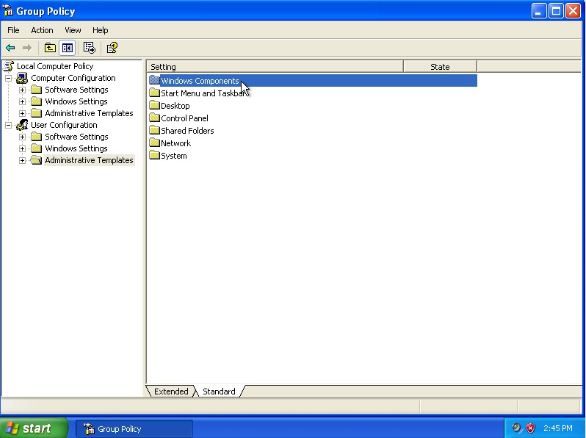 Group Policy
File Action View Help
Local Computer Policy
Computer Configuration
Software Settings
Windows Settings
Administrative Templates
User Configuration
Software Settings
Windows Settings
Administrative Templates
Setting State
Windows Components
Start Menu and Taskbar
Desktop
Control Panel
Shared Folders
Network
System
Extended Standard
start Group Policy 2:45 PM